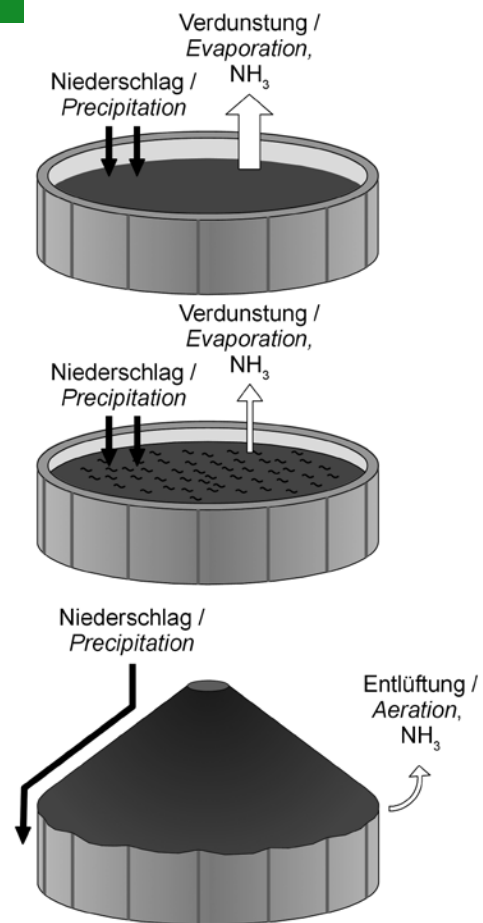 Verdunstung /
Evaporation,
NH₃
Niederschlag /
Precipitation
Verdunstung /
Evaporation,
NH₃
Niederschlag /
Precipitation
Niederschlag /
Precipitation
Entlüftung /
Aeration,
NH₃